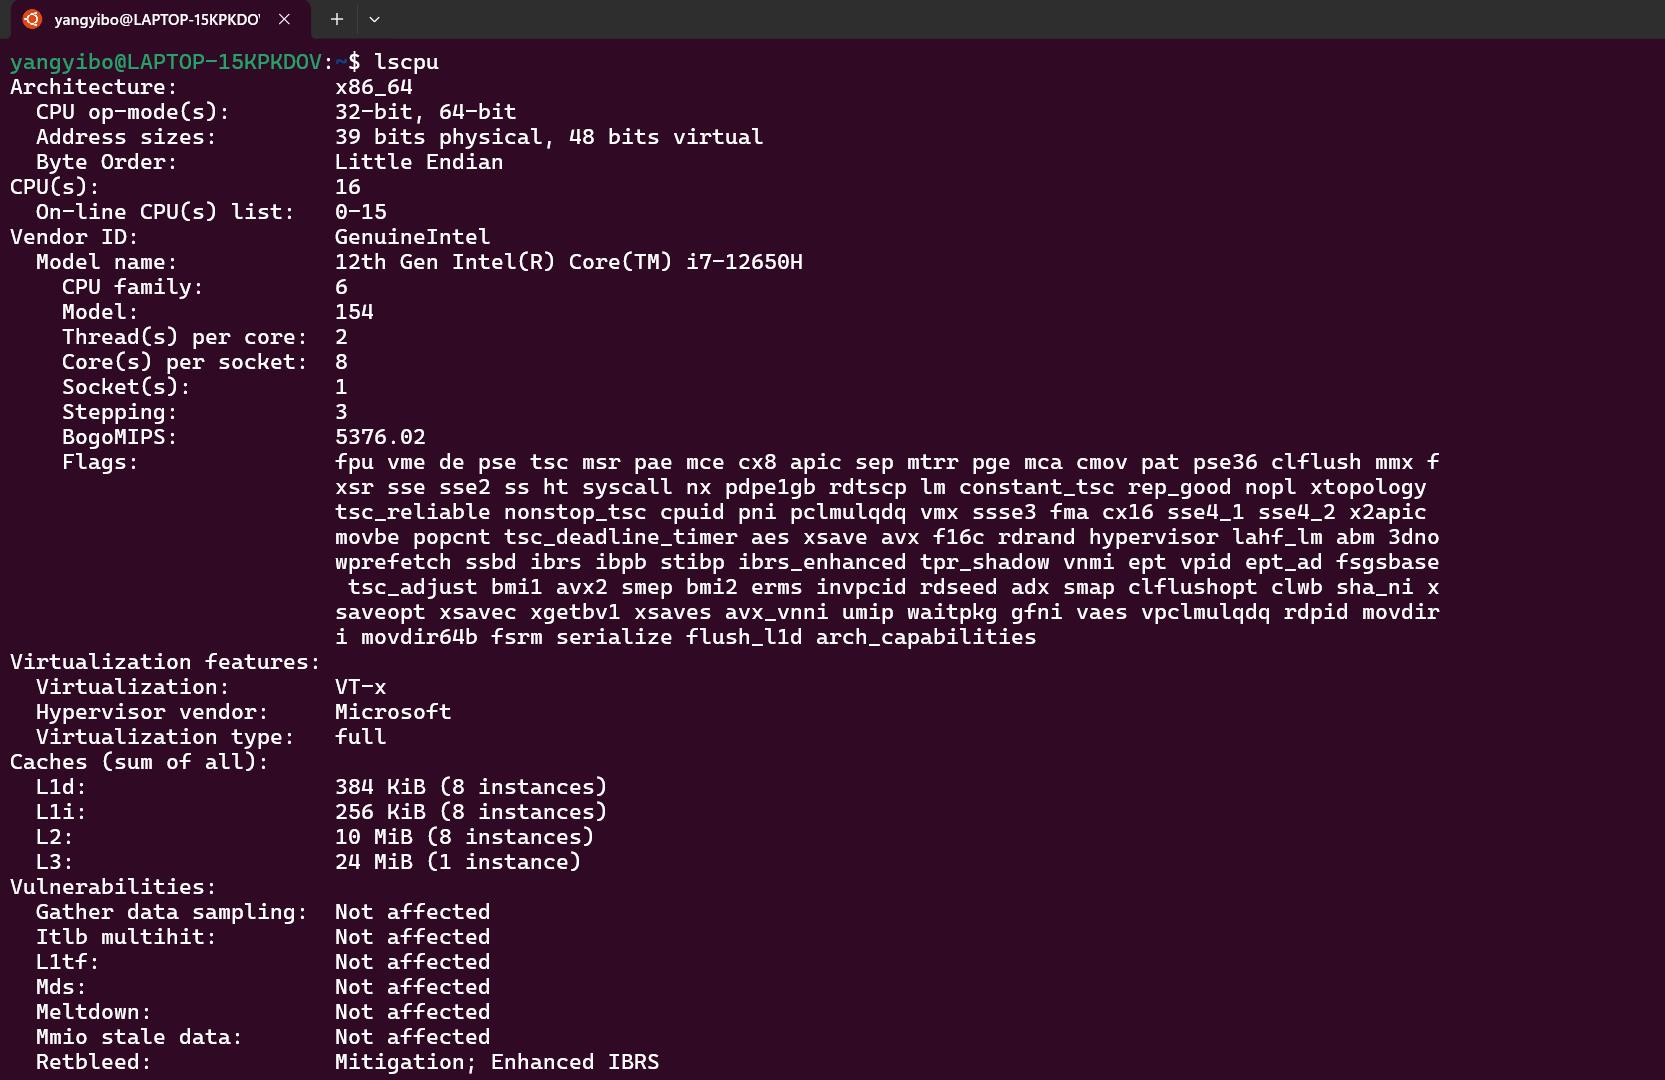 yangyibo@LAPTOP-15KPKDO
yangyibo@LAPTOP-15KPKDOV:~$ lscpu
Architecture: x86_64
CPU op-mode(s): 32-bit, 64-bit
Address sizes: 39 bits physical, 48 bits virtual
Byte Order: Little Endian
CPU(s): 16
On-line CPU(s) list: 0-15
Vendor ID: GenuineIntel
Model name: 12th Gen Intel(R) Core(TM) i7-12650H
CPU family: 6
Model: 154
Thread(s) per core: 2
Core(s) per socket: 8
Socket(s): 1
Stepping: 3
BogoMIPS: 5376.02
Flags: fpu vme de pse tsc msr pae mce cx8 apic sep mtrr pge mca cmov pat pse36 clflush mmx f
xsr sse sse2 ss ht syscall nx pdpe1gb rdtscp lm constant_tsc rep_good nopl xtopology
tsc_reliable nonstop_tsc cpuid pni pclmulqdq vmx ssse3 fma cx16 sse4_1 sse4_2 x2apic
movbe popcnt tsc_deadline_timer aes xsave avx f16c rdrand hypervisor lahf_lm abm 3dno
wprefetch ssbd ibrs ibpb stibp ibrs_enhanced tpr_shadow vnmi ept vpid ept_ad fsgsbase
tsc_adjust bmi1 avx2 smep bmi2 erms invpcid rdseed adx smap clflushopt clwb sha_ni x
saveopt xsavec xgetbv1 xsaves avx_vnni umip waitpkg gfni vaes vpclmulqdq rdpid movdir
i movdir64b fsrm serialize flush_l1d arch_capabilities
Virtualization features:
Virtualization: VT-x
Hypervisor vendor: Microsoft
Virtualization type: full
Caches (sum of all):
L1d: 384 KiB (8 instances)
L1i: 256 KiB (8 instances)
L2: 10 MiB (8 instances)
L3: 24 MiB (1 instance)
Vulnerabilities:
Gather data sampling: Not affected
Itlb multihit: Not affected
L1tf: Not affected
Mds: Not affected
Meltdown: Not affected
Mmio stale data: Not affected
Retbleed: Mitigation; Enhanced IBRS